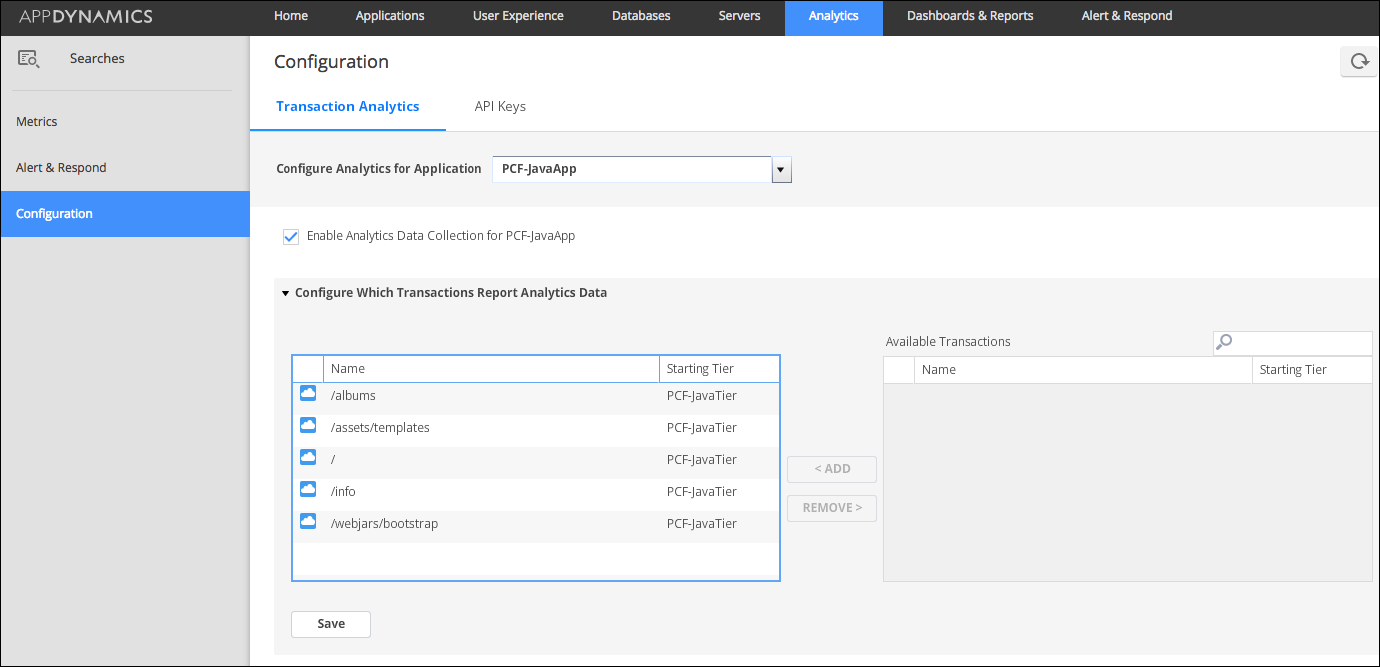 APPDYNAMICS Home Applications User Experience Databases Servers Analytics Dashboards & Reports Alert & Respond
Searches
Metrics
Alert & Respond
Configuration
Configuration
Transaction Analytics API Keys
Configure Analytics for Application PCF-JavaApp
Enable Analytics Data Collection for PCF-JavaApp
Configure Which Transactions Report Analytics Data
Name Starting Tier
/albums PCF-JavaTier
/assets/templates PCF-JavaTier
/ PCF-JavaTier
/info PCF-JavaTier
/webjars/bootstrap PCF-JavaTier
< ADD
REMOVE >
Available Transactions
Name Starting Tier
Save